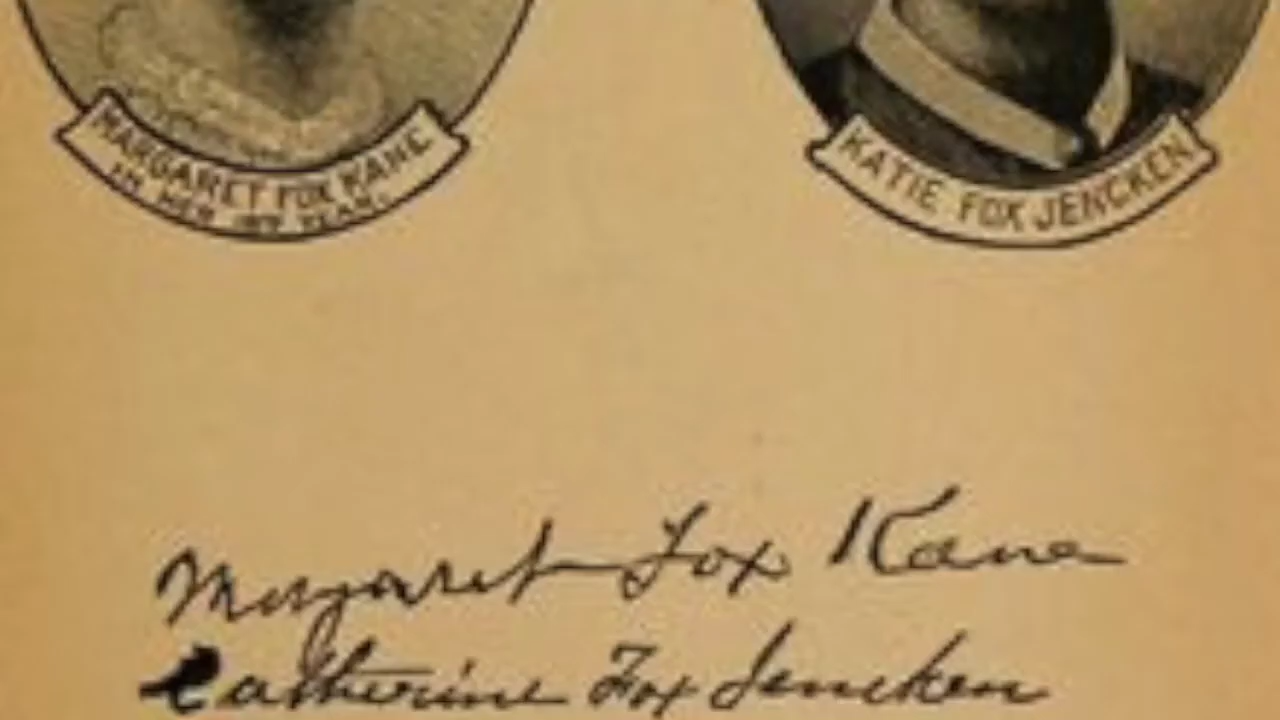 MARGARET FOX KANE
IN HER YEAR.
KATIE FOX JENCKEN
Margaret Fox Kane
Catherine Fox Jencken